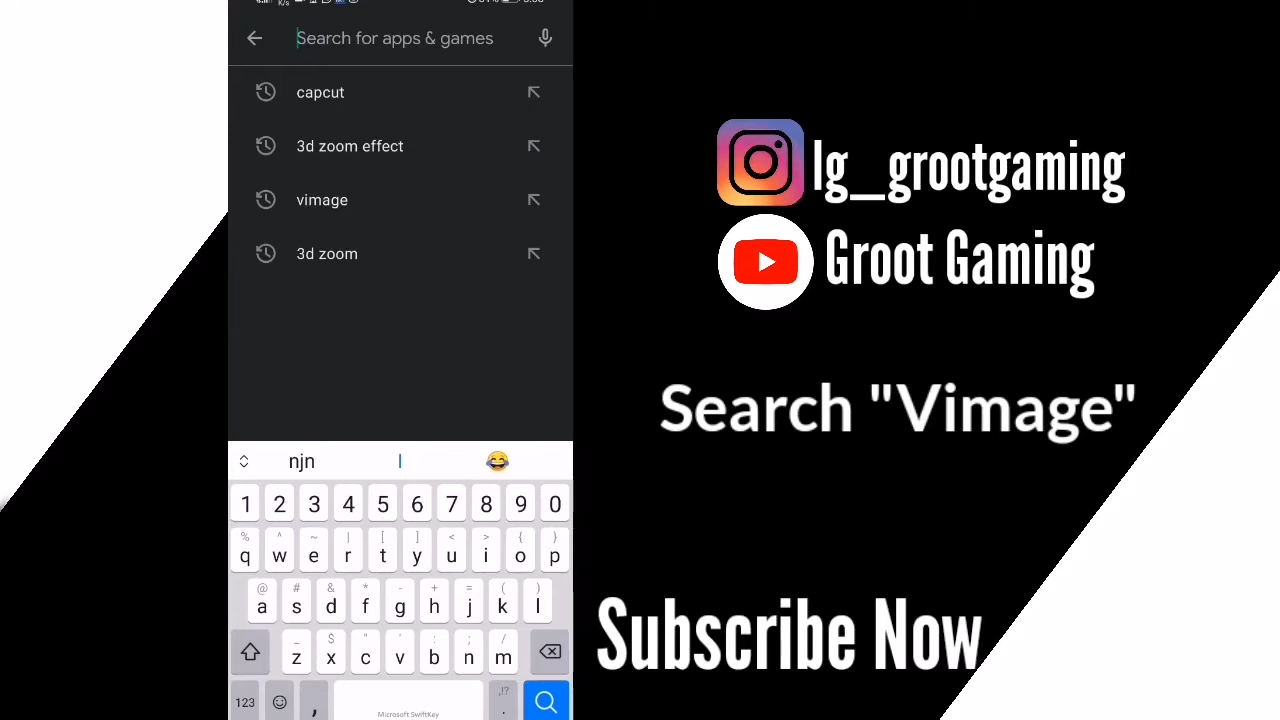 Search for apps & games
capcut
3d zoom effect
vimage
3d zoom
njn I 😂
1 2 3 4 5 6 7 8 9 0
% ^ ~ | [ ] < > { }
q w e r t y u i o p
@ # & * - + = ( )
a s d f g h j k l
_ $ " ' : ; /
z x c v b n m
123 , ,!? .
Microsoft SwiftKey
Ig__grootgaming
Groot Gaming
Search "Vimage"
Subscribe Now